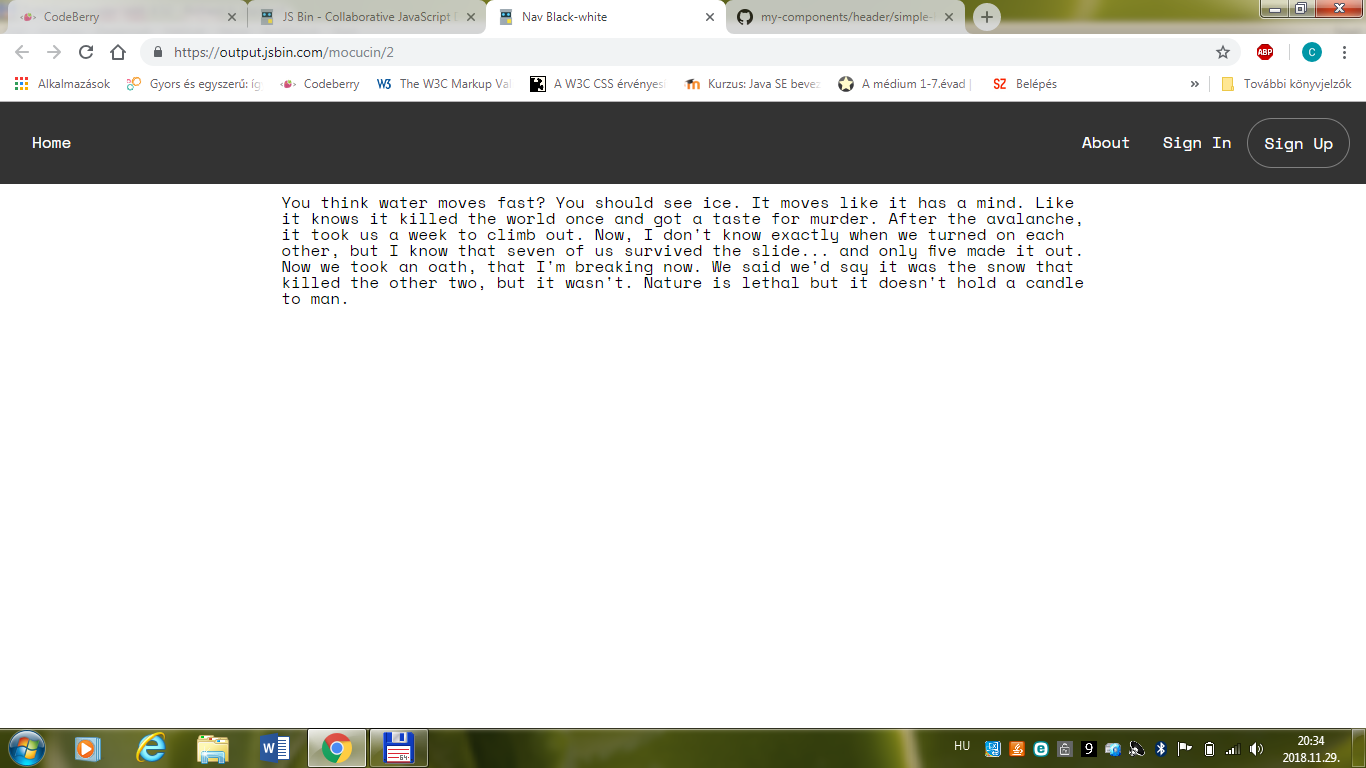 CodeBerry
JS Bin - Collaborative JavaScript
Nav Black-white
my-components/header/simple-
https://output.jsbin.com/mocucin/2
ABP
C
Alkalmazások
Gyors és egyszerű: íg
Codeberry
W3
The W3C Markup Val
A W3C CSS érvényesí
Kurzus: Java SE bevez
A médium 1-7.évad |
SZ
Belépés
»
További könyvjelzők
Home
About
Sign In
Sign Up
You think water moves fast? You should see ice. It moves like it has a mind. Like
it knows it killed the world once and got a taste for murder. After the avalanche,
it took us a week to climb out. Now, I don't know exactly when we turned on each
other, but I know that seven of us survived the slide... and only five made it out.
Now we took an oath, that I'm breaking now. We said we'd say it was the snow that
killed the other two, but it wasn't. Nature is lethal but it doesn't hold a candle
to man.
HU
9
20:34
2018.11.29.